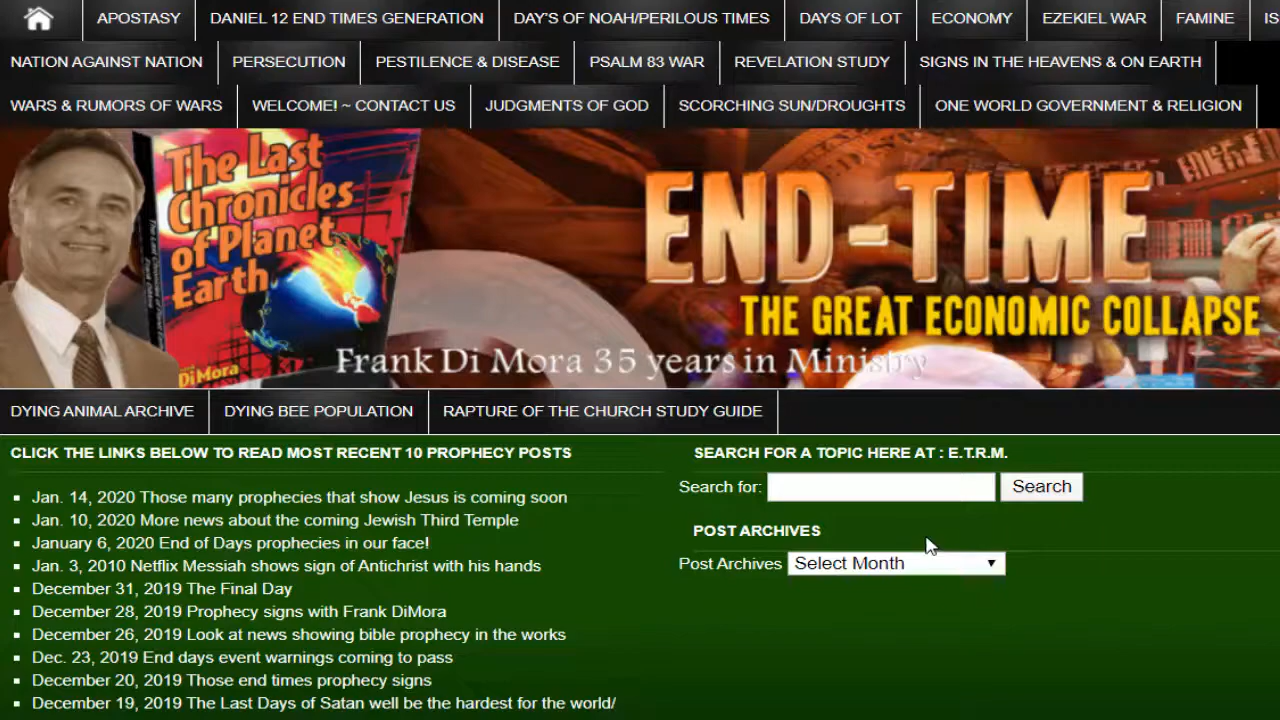 APOSTASY DANIEL 12 END TIMES GENERATION DAY'S OF NOAH/PERILOUS TIMES DAYS OF LOT ECONOMY EZEKIEL WAR FAMINE IS
NATION AGAINST NATION PERSECUTION PESTILENCE & DISEASE PSALM 83 WAR REVELATION STUDY SIGNS IN THE HEAVENS & ON EARTH
WARS & RUMORS OF WARS WELCOME! ~ CONTACT US JUDGMENTS OF GOD SCORCHING SUN/DROUGHTS ONE WORLD GOVERNMENT & RELIGION
The Last
Chronicles
of Planet
Earth
DiMora
END-TIME
THE GREAT ECONOMIC COLLAPSE
Frank Di Mora 35 years in Ministry
DYING ANIMAL ARCHIVE DYING BEE POPULATION RAPTURE OF THE CHURCH STUDY GUIDE
CLICK THE LINKS BELOW TO READ MOST RECENT 10 PROPHECY POSTS
Jan. 14, 2020 Those many prophecies that show Jesus is coming soon
Jan. 10, 2020 More news about the coming Jewish Third Temple
January 6, 2020 End of Days prophecies in our face!
Jan. 3, 2010 Netflix Messiah shows sign of Antichrist with his hands
December 31, 2019 The Final Day
December 28, 2019 Prophecy signs with Frank DiMora
December 26, 2019 Look at news showing bible prophecy in the works
Dec. 23, 2019 End days event warnings coming to pass
December 20, 2019 Those end times prophecy signs
December 19, 2019 The Last Days of Satan well be the hardest for the world/
SEARCH FOR A TOPIC HERE AT : E.T.R.M.
Search for: Search
POST ARCHIVES
Post Archives Select Month